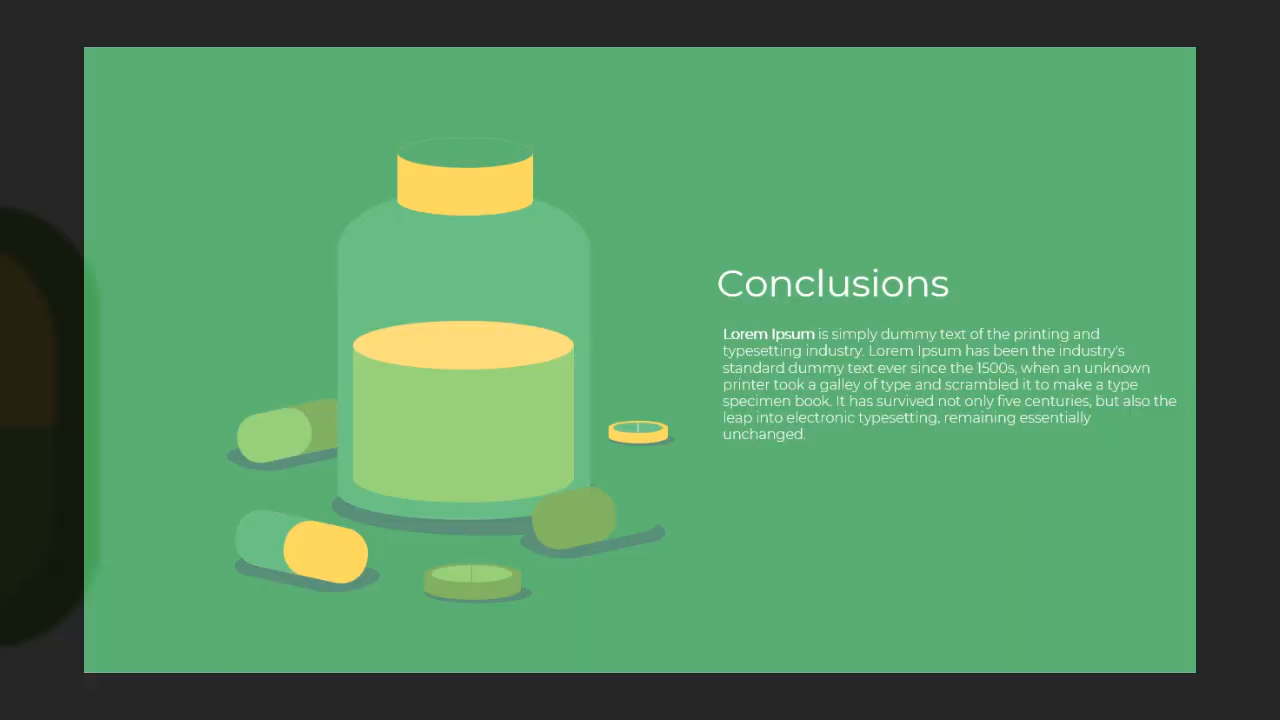 Conclusions
Lorem Ipsum is simply dummy text of the printing and
typesetting industry. Lorem Ipsum has been the industry's
standard dummy text ever since the 1500s, when an unknown
printer took a galley of type and scrambled it to make a type
specimen book. It has survived not only five centuries, but also the
leap into electronic typesetting, remaining essentially
unchanged.